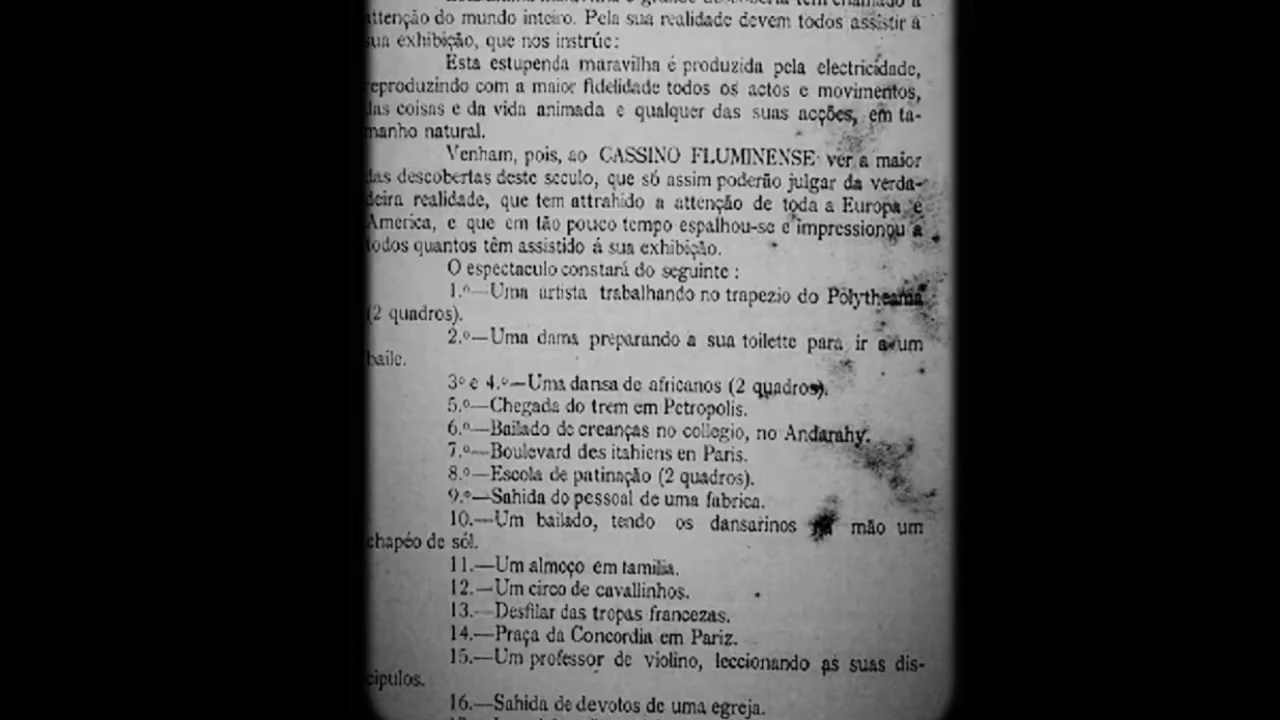 attenção do mundo inteiro. Pela sua realidade devem todos assistir á
sua exhibição, que nos instrúe:
Esta estupenda maravilha é produzida pela electricidade,
reproduzindo com a maior fidelidade todos os actos e movimentos,
das coisas e da vida animada e qualquer das suas acções, em ta-
manho natural.
Venham, pois, ao CASSINO FLUMINENSE ver a maior
das descobertas deste seculo, que só assim poderão julgar da verda-
deira realidade, que tem attrahido a attenção de toda a Europa e
America, e que em tão pouco tempo espalhou-se e impressionou a
todos quantos têm assistido á sua exhibição.
O espectaculo constará do seguinte :
1.º—Uma artista trabalhando no trapezio do Polytheama
(2 quadros).
2.º—Uma dama preparando a sua toilette para ir a um
baile.
3º e 4.º—Uma dansa de africanos (2 quadros).
5.º—Chegada do trem em Petropolis.
6.º—Bailado de creanças no collegio, no Andarahy.
7.º—Boulevard des itahiens en Paris.
8.º—Escola de patinação (2 quadros).
9.º—Sahida do pessoal de uma fabrica.
10.—Um bailado, tendo os dansarinos na mão um
chapéo de sól.
11.—Um almoço em familia.
12.—Um circo de cavallinhos.
13.—Desfilar das tropas francezas.
14.—Praça da Concordia em Pariz.
15.—Um professor de violino, leccionando as suas dis-
cipulos.
16.—Sahida de devotos de uma egreja.